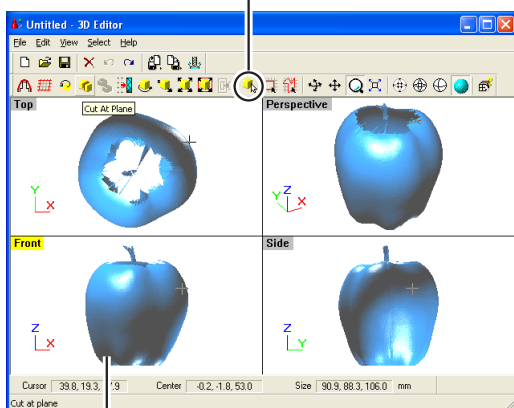 Untitled - 3D Editor
File Edit View Select Help
Cut At Plane
Top
Perspective
Y
X
Z
Y
X
Front
Side
Z
X
Z
Y
Cursor 39.8, 19.3, .9 Center -0.2, -1.8, 53.0 Size 90.9, 88.3, 106.0 mm
Cut at plane